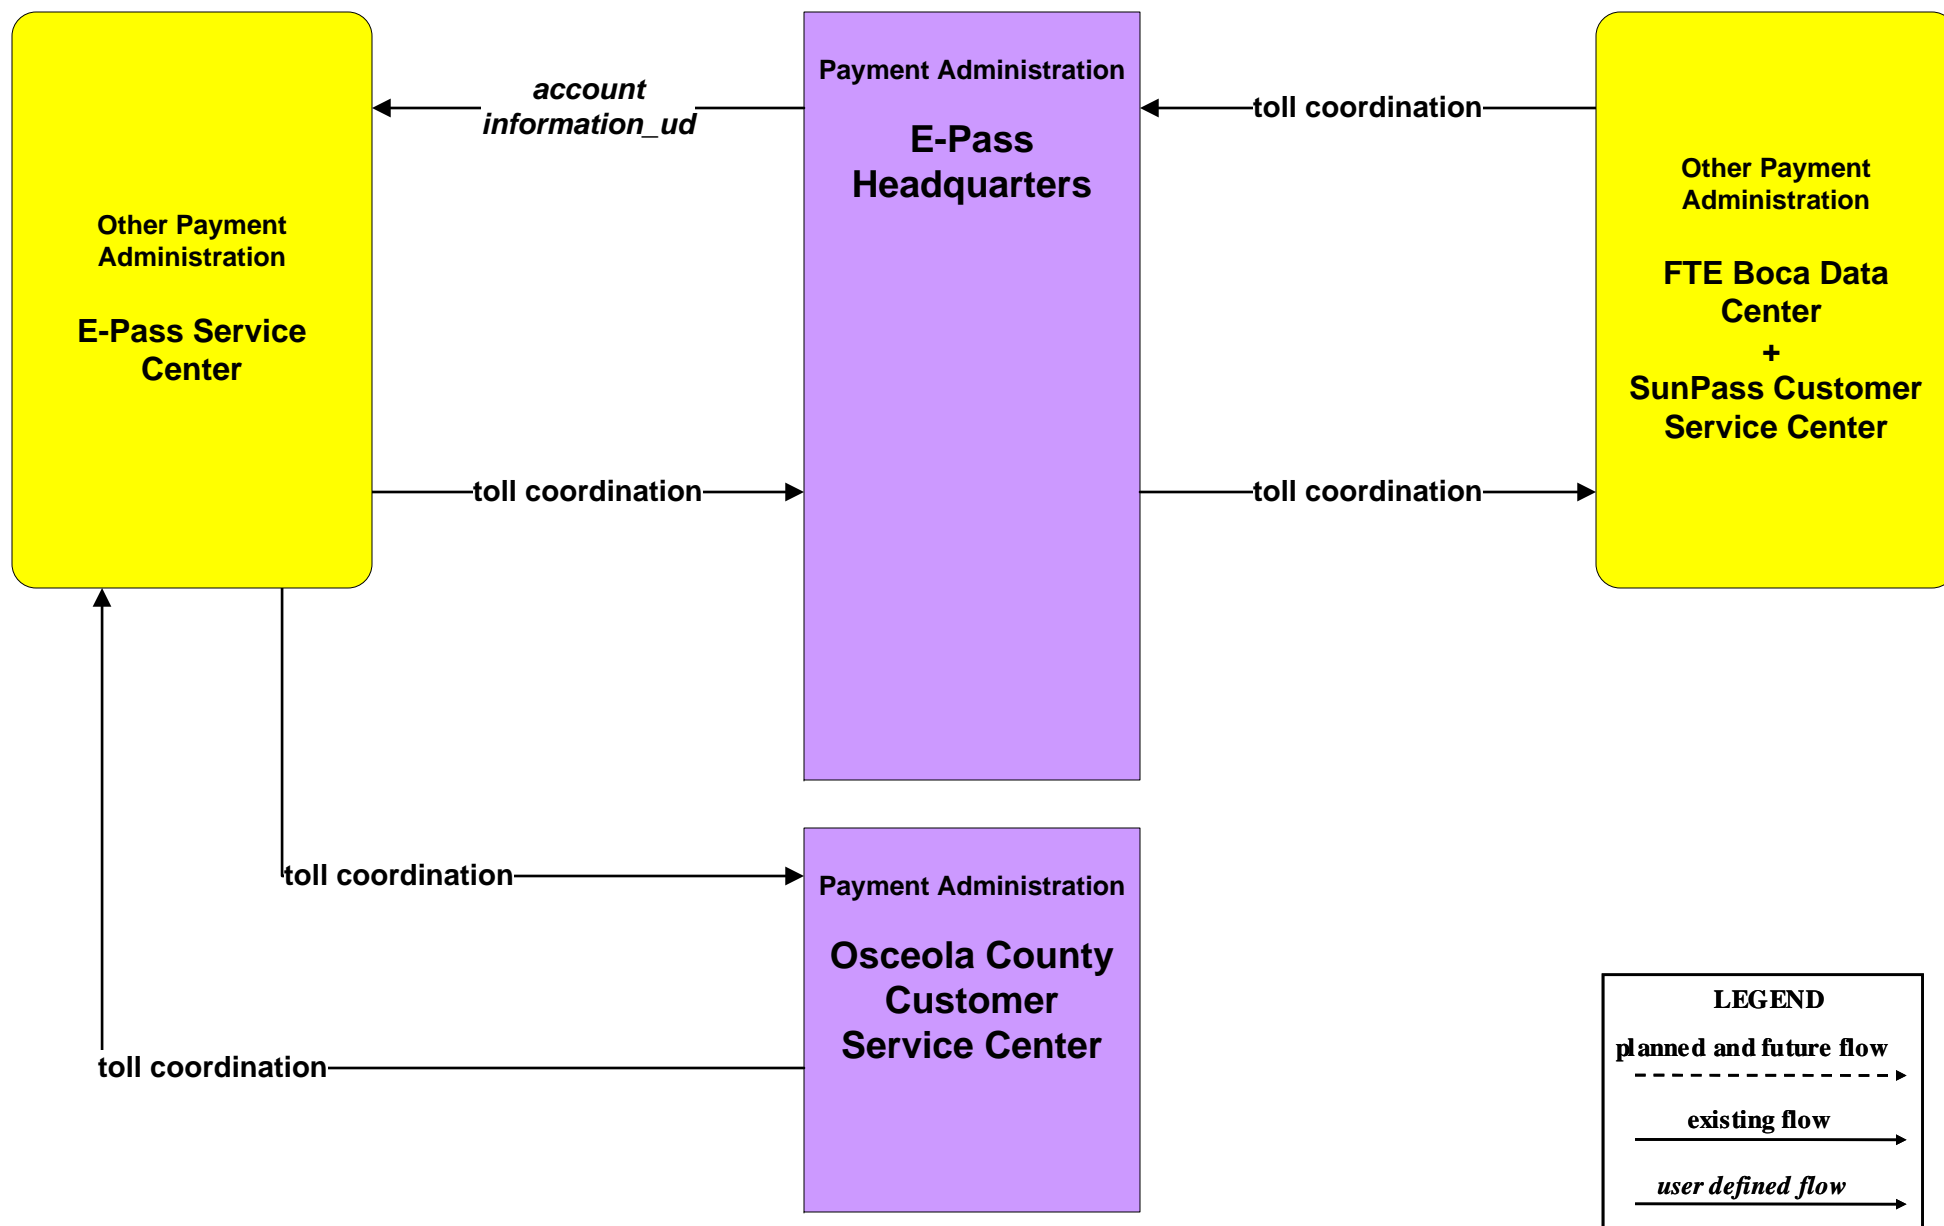 Other Payment
Administration
E-Pass Service
Center
account
information_ud
toll coordination
Payment Administration
E-Pass
Headquarters
toll coordination
toll coordination
Other Payment
Administration
FTE Boca Data
Center
+
SunPass Customer
Service Center
toll coordination
toll coordination
Payment Administration
Osceola County
Customer
Service Center
LEGEND
planned and future flow
existing flow
user defined flow